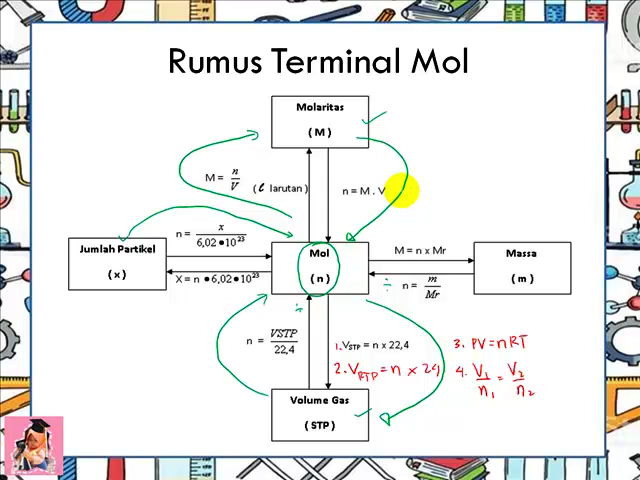 Rumus Terminal Mol
Molaritas
( M )
M = n/V (ℓ larutan )
n = M . V
n = x / 6,02•10²³
M = n x Mr
Jumlah Partikel
( x )
Mol
( n )
Massa
( m )
X = n •6,02•10²³
÷ n = m/Mr
÷
n = VSTP / 22,4
1. VSTP = n x 22,4
2. VRTP = n x 24
3. PV = nRT
4. V₁/n₁ = V₂/n₂
Volume Gas
( STP )